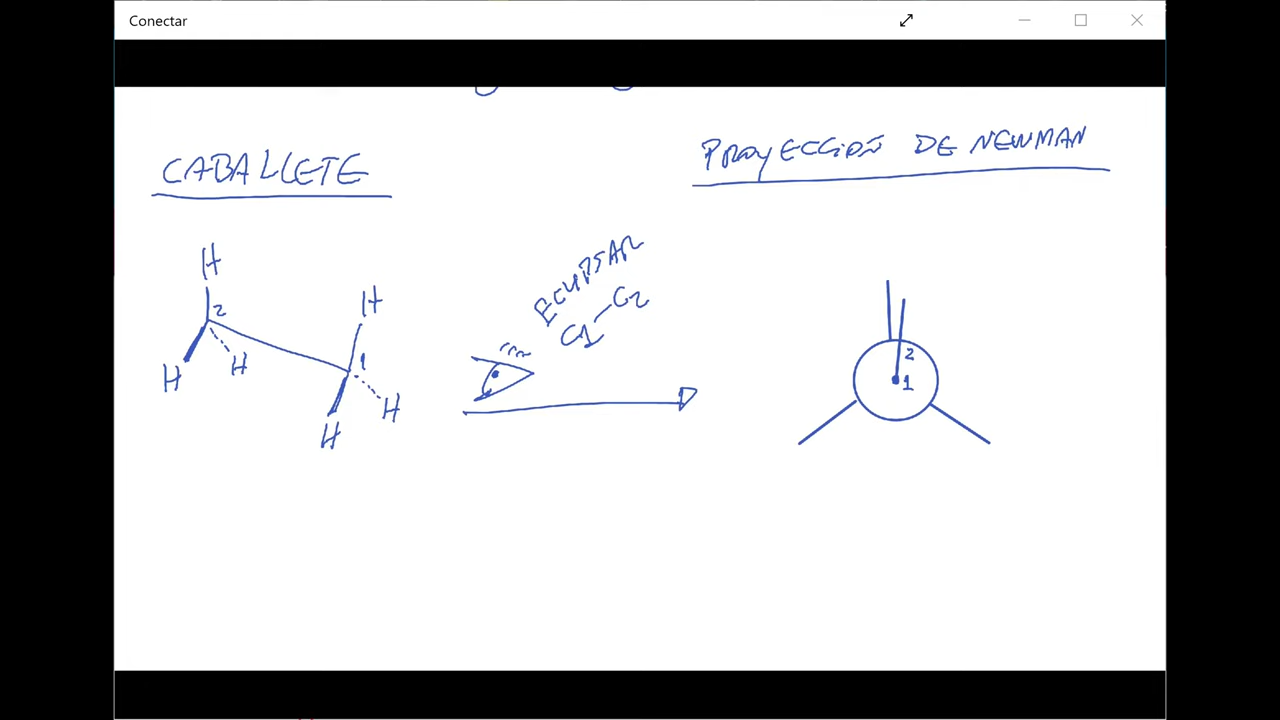 Conectar
CABALLETE
PROYECCIÓN DE NEWMAN
H
2
H
H
H
1
H
H
ECLIPSAR
C1-C2
2
1